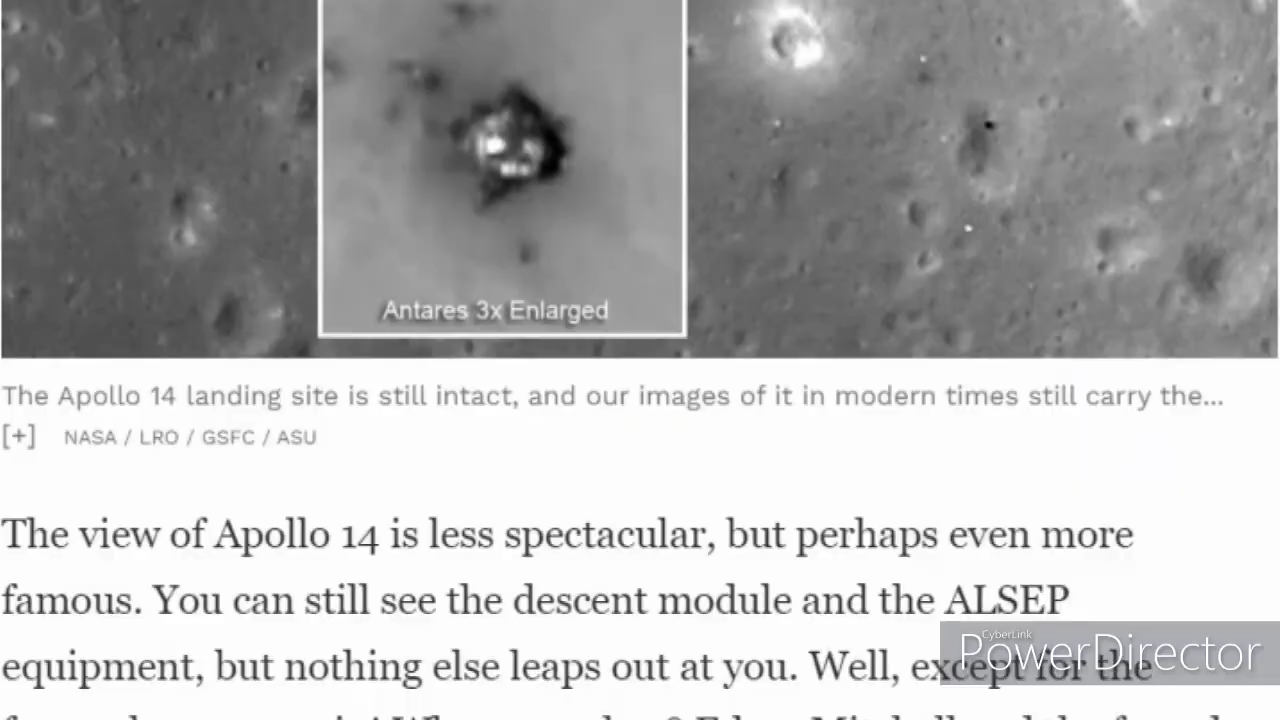 Antares 3x Enlarged
The Apollo 14 landing site is still intact, and our images of it in modern times still carry the...
[+] NASA / LRO / GSFC / ASU
The view of Apollo 14 is less spectacular, but perhaps even more
famous. You can still see the descent module and the ALSEP
equipment, but nothing else leaps out at you. Well, except for the
CyberLink
PowerDirector